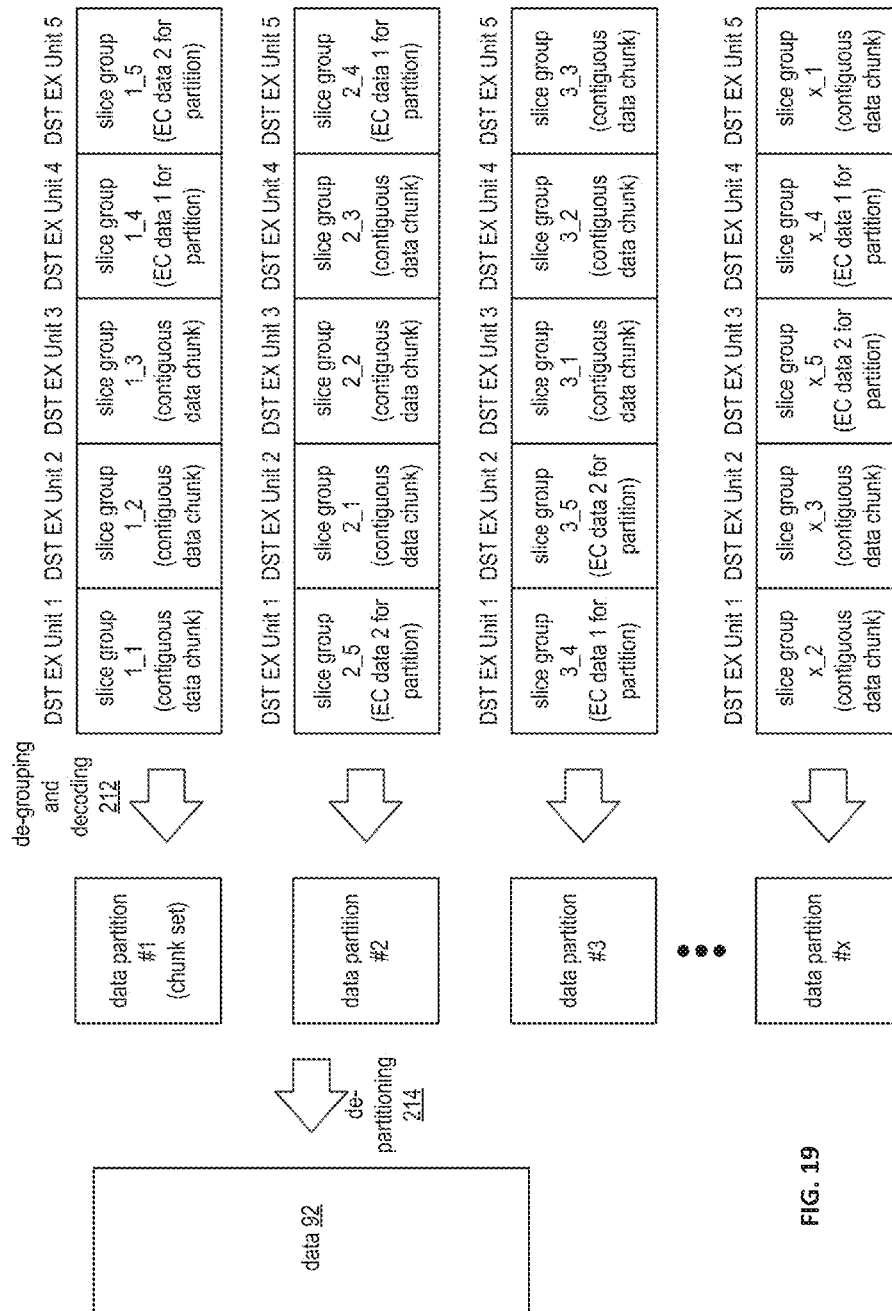 data 92
de-
partitioning
214
data partition
#1
(chunk set)
data partition
#2
data partition
#3
data partition
#x
de-grouping
and
decoding
212
DST EX Unit 1
slice group
1_1
(contiguous
data chunk)
DST EX Unit 2
slice group
1_2
(contiguous
data chunk)
DST EX Unit 3
slice group
1_3
(contiguous
data chunk)
DST EX Unit 4
slice group
1_4
(EC data 1 for
partition)
DST EX Unit 5
slice group
1_5
(EC data 2 for
partition)
DST EX Unit 1
slice group
2_5
(EC data 2 for
partition)
DST EX Unit 2
slice group
2_1
(contiguous
data chunk)
DST EX Unit 3
slice group
2_2
(contiguous
data chunk)
DST EX Unit 4
slice group
2_3
(contiguous
data chunk)
DST EX Unit 5
slice group
2_4
(EC data 1 for
partition)
DST EX Unit 1
slice group
3_4
(EC data 1 for
partition)
DST EX Unit 2
slice group
3_5
(EC data 2 for
partition)
DST EX Unit 3
slice group
3_1
(contiguous
data chunk)
DST EX Unit 4
slice group
3_2
(contiguous
data chunk)
DST EX Unit 5
slice group
3_3
(contiguous
data chunk)
DST EX Unit 1
slice group
x_2
(contiguous
data chunk)
DST EX Unit 2
slice group
x_3
(contiguous
data chunk)
DST EX Unit 3
slice group
x_5
(EC data 2 for
partition)
DST EX Unit 4
slice group
x_4
(EC data 1 for
partition)
DST EX Unit 5
slice group
x_1
(contiguous
data chunk)
FIG. 19